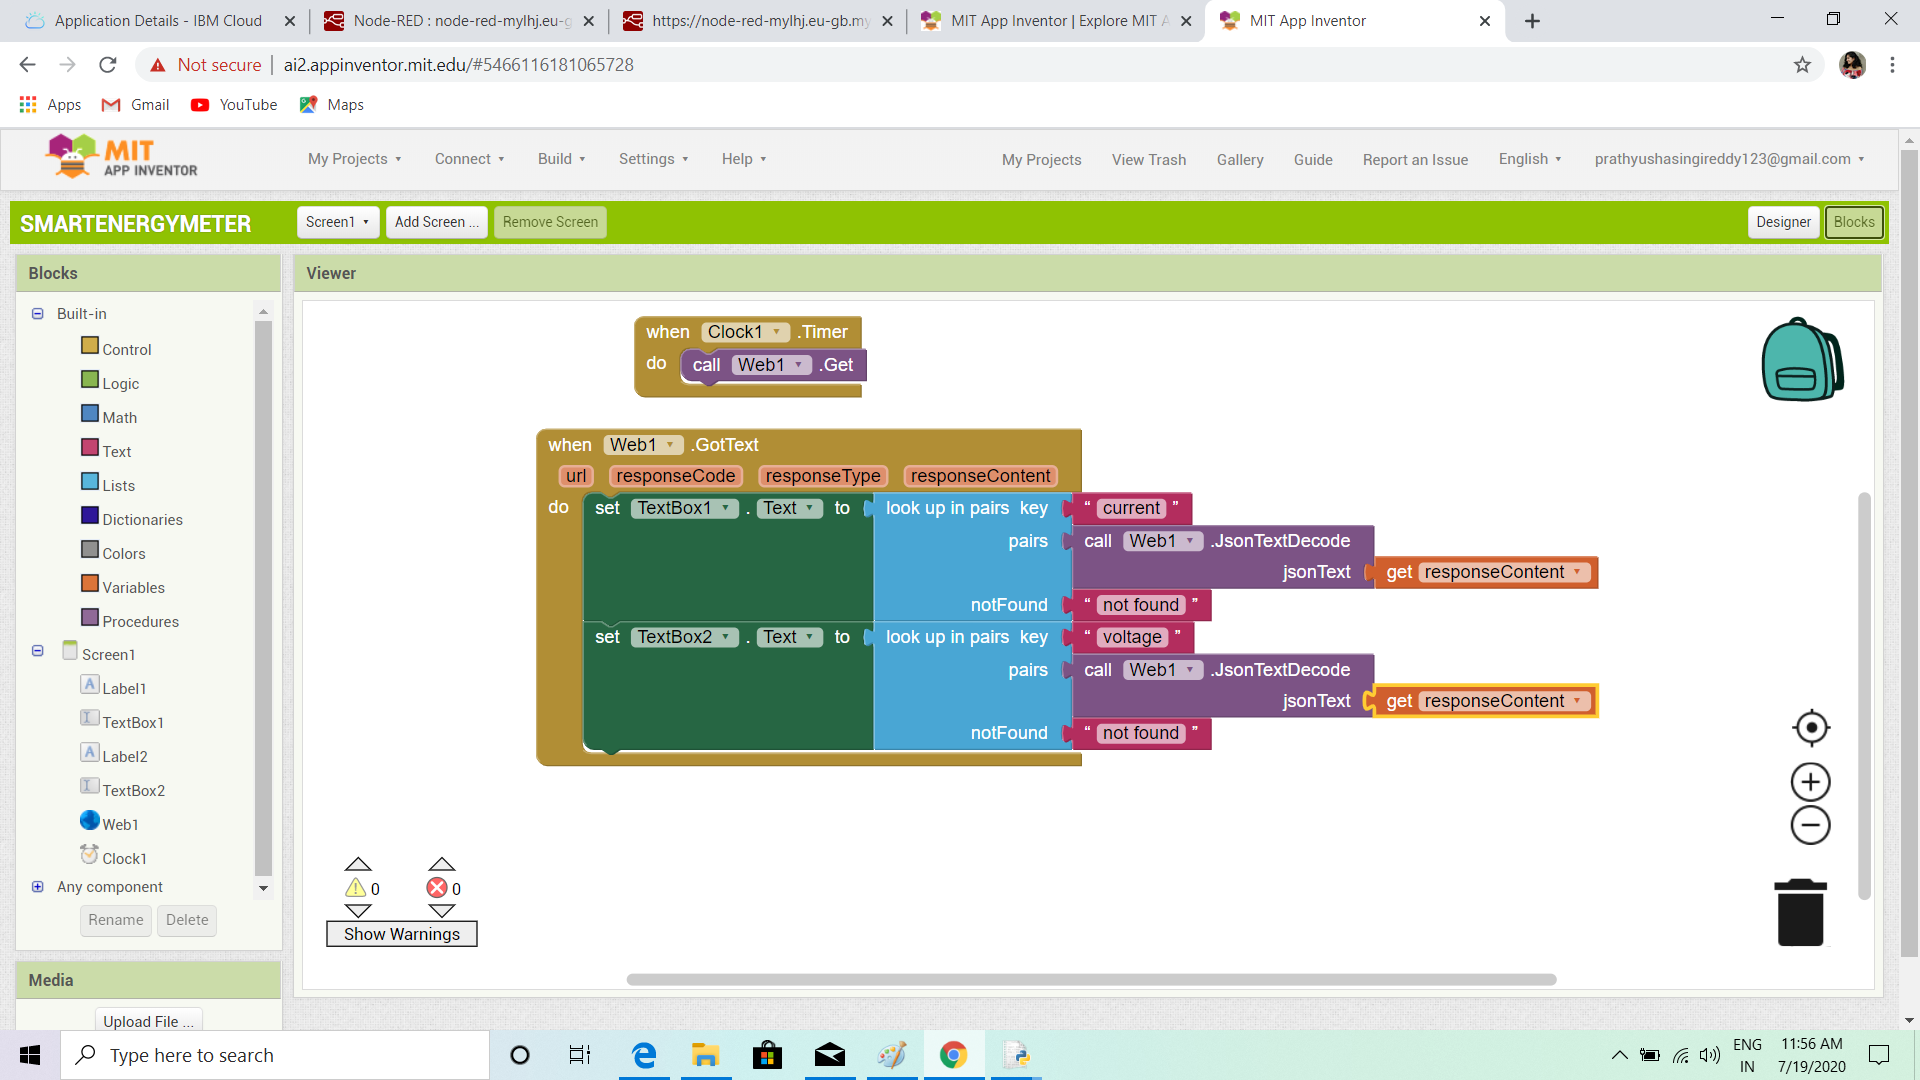 Application Details - IBM Cloud
Node-RED : node-red-mylhj.eu-g
https://node-red-mylhj.eu-gb.my
MIT App Inventor | Explore MIT A
MIT App Inventor
Not secure | ai2.appinventor.mit.edu/#5466116181065728
Apps
Gmail
YouTube
Maps
MIT
APP INVENTOR
My Projects
Connect
Build
Settings
Help
My Projects
View Trash
Gallery
Guide
Report an Issue
English
prathyushasingireddy123@gmail.com
SMARTENERGYMETER
Screen1
Add Screen ...
Remove Screen
Designer
Blocks
Blocks
Built-in
Control
Logic
Math
Text
Lists
Dictionaries
Colors
Variables
Procedures
Screen1
Label1
TextBox1
Label2
TextBox2
Web1
Clock1
Any component
Rename
Delete
Media
Upload File ...
Viewer
when Clock1 .Timer
do call Web1 .Get
when Web1 .GotText
url responseCode responseType responseContent
do set TextBox1 . Text to look up in pairs key " current "
pairs call Web1 .JsonTextDecode
jsonText get responseContent
notFound " not found "
set TextBox2 . Text to look up in pairs key " voltage "
pairs call Web1 .JsonTextDecode
jsonText get responseContent
notFound " not found "
0
0
Show Warnings
Type here to search
ENG
IN
11:56 AM
7/19/2020